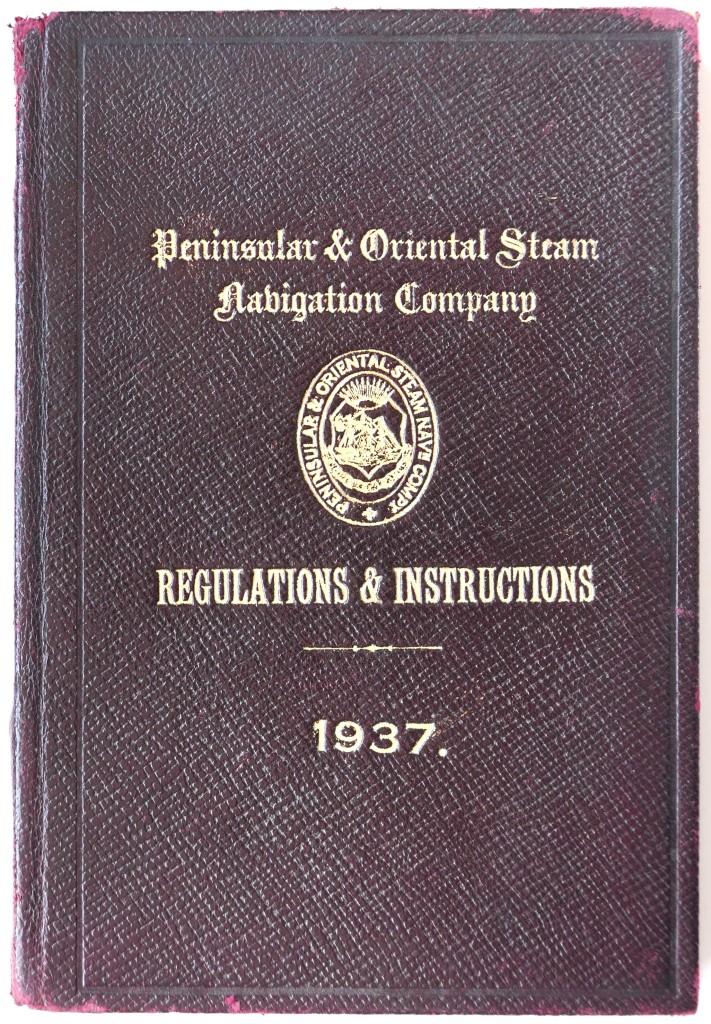 Peninsular & Oriental Steam
Navigation Company
PENINSULAR & ORIENTAL STEAM NAVN COMPY
REGULATIONS & INSTRUCTIONS
1937.